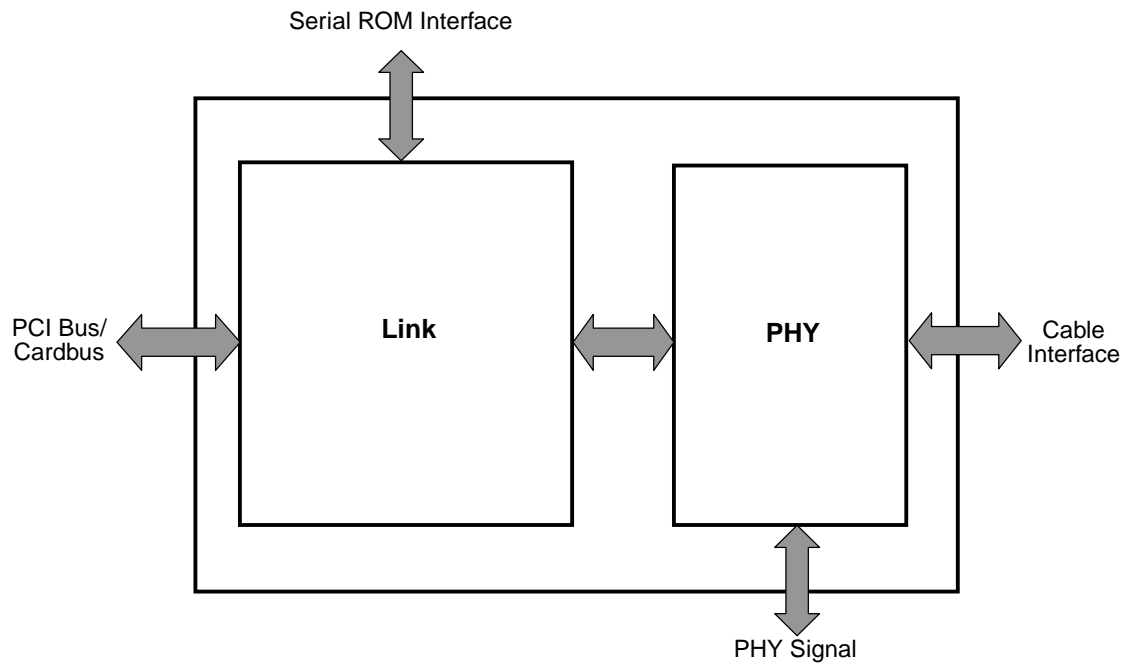 Serial ROM Interface
PCI Bus/
Cardbus
Link
PHY
Cable
Interface
PHY Signal